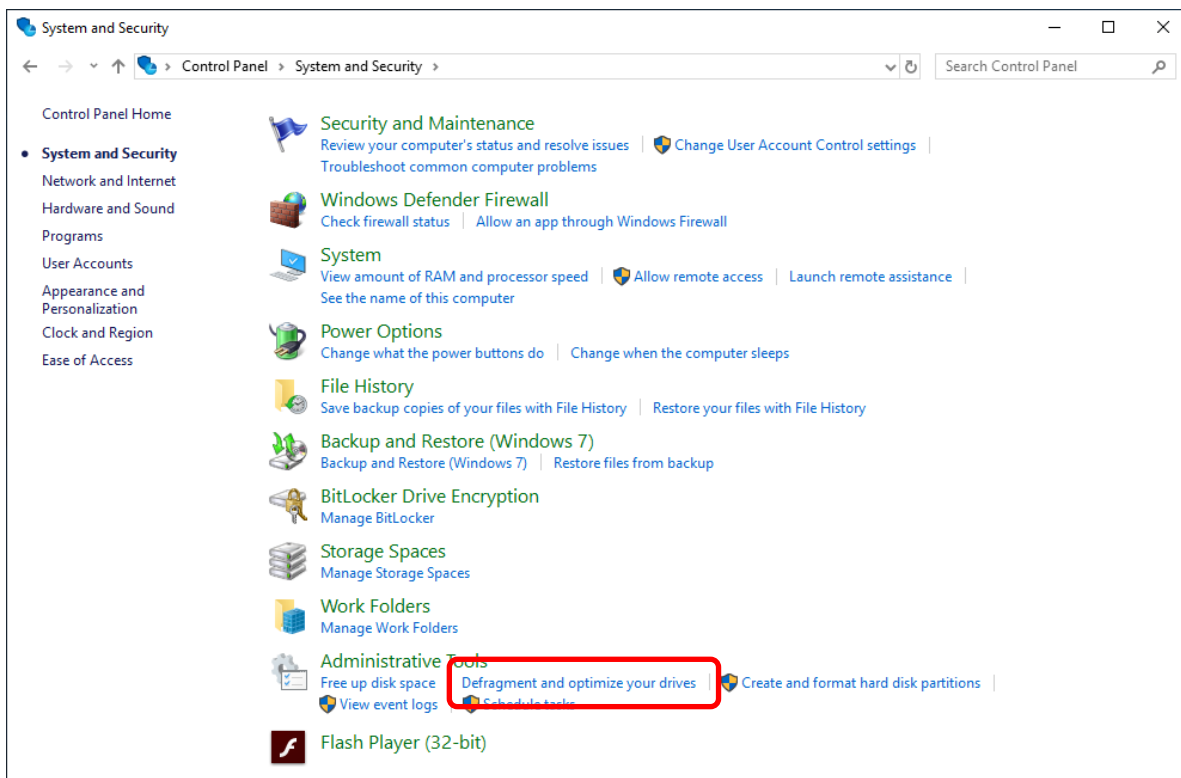 System and Security
Control Panel > System and Security >
Search Control Panel
Control Panel Home
System and Security
Network and Internet
Hardware and Sound
Programs
User Accounts
Appearance and
Personalization
Clock and Region
Ease of Access
Security and Maintenance
Review your computer's status and resolve issues | Change User Account Control settings |
Troubleshoot common computer problems
Windows Defender Firewall
Check firewall status | Allow an app through Windows Firewall
System
View amount of RAM and processor speed | Allow remote access | Launch remote assistance |
See the name of this computer
Power Options
Change what the power buttons do | Change when the computer sleeps
File History
Save backup copies of your files with File History | Restore your files with File History
Backup and Restore (Windows 7)
Backup and Restore (Windows 7) | Restore files from backup
BitLocker Drive Encryption
Manage BitLocker
Storage Spaces
Manage Storage Spaces
Work Folders
Manage Work Folders
Administrative Tools
Free up disk space | Defragment and optimize your drives | Create and format hard disk partitions |
View event logs | Schedule tasks
Flash Player (32-bit)